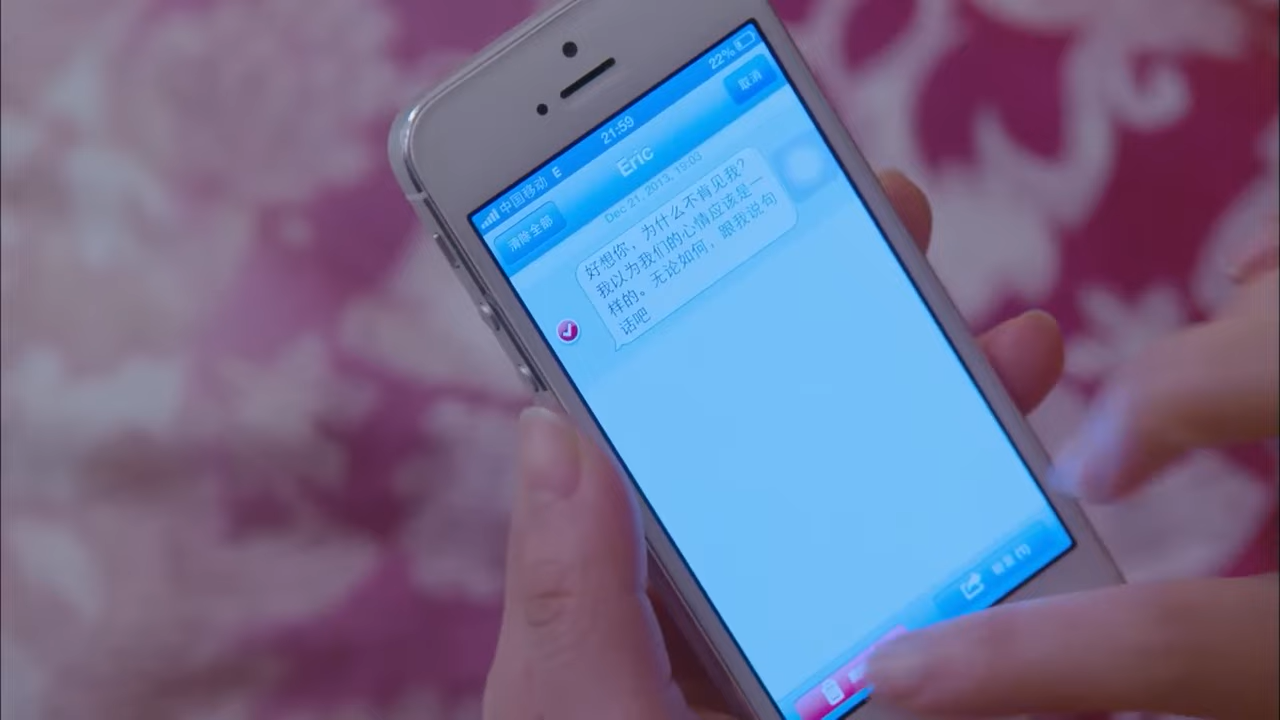 中国移动 E 21:59 22%
清除全部 Eric 取消
Dec 21, 2013, 19:03
好想你，为什么不肯见我？
我以为我们的心情应该是一
样的。无论如何，跟我说句
话吧
(1)